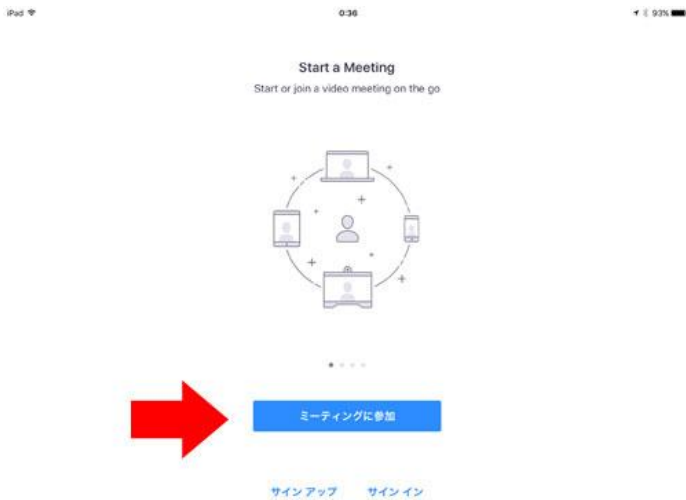 iPad 0:36 93%
Start a Meeting
Start or join a video meeting on the go
ミーティングに参加
サイン アップ サイン イン